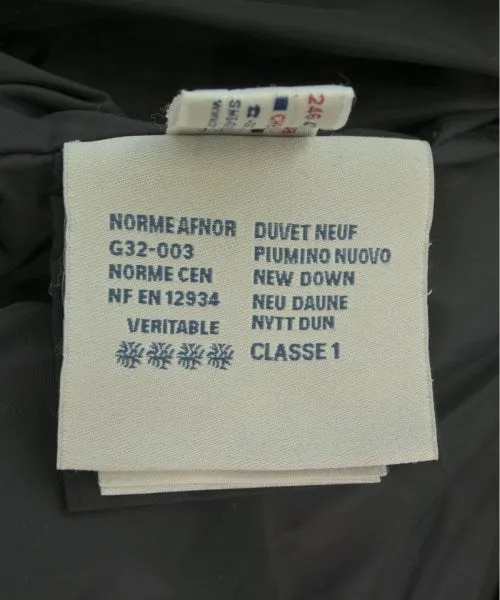 246
NORME AFNOR
G32-003
NORME CEN
NF EN 12934
VERITABLE
DUVET NEUF
PIUMINO NUOVO
NEW DOWN
NEU DAUNE
NYTT DUN
CLASSE 1